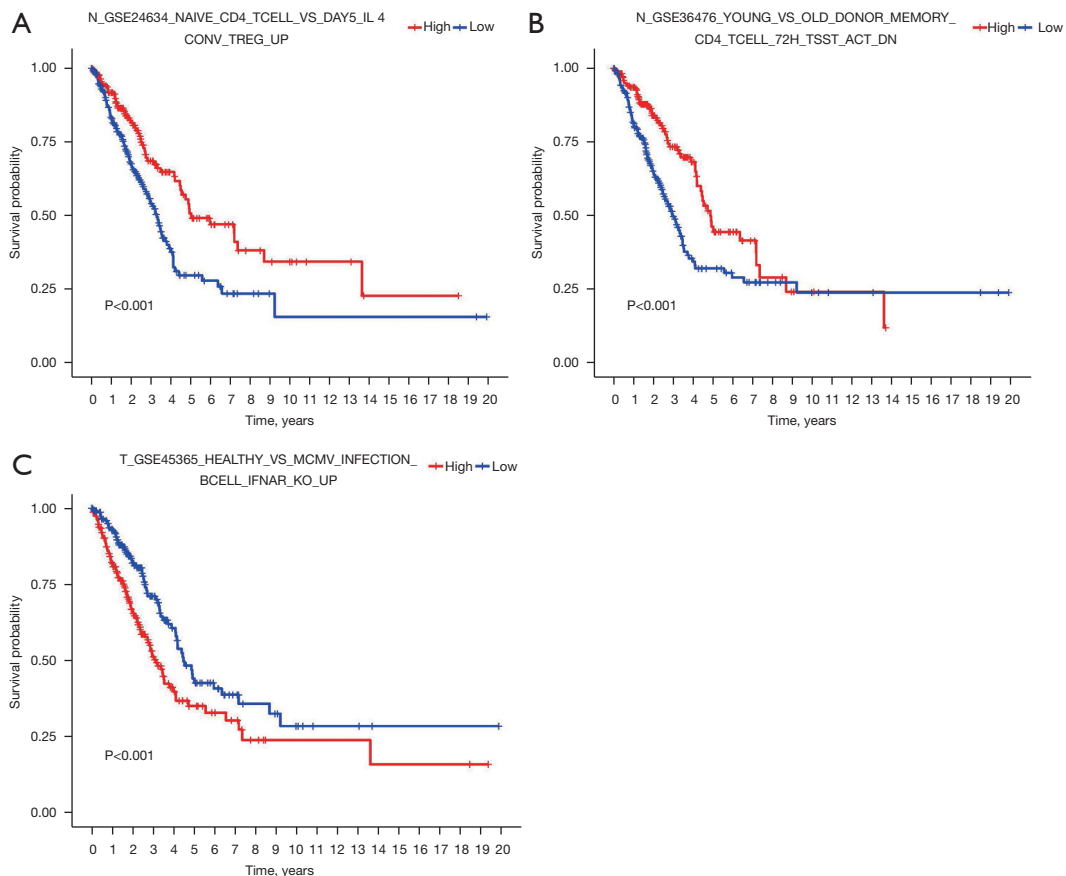 A
N_GSE24634_NAIVE_CD4_TCELL_VS_DAY5_IL 4
CONV_TREG_UP
High Low
1.00
0.75
0.50
0.25
0.00
Survival probability
P<0.001
0 1 2 3 4 5 6 7 8 9 10 11 12 13 14 15 16 17 18 19 20
Time, years
B
N_GSE36476_YOUNG_VS_OLD_DONOR_MEMORY_
CD4_TCELL_72H_TSST_ACT_DN
High Low
1.00
0.75
0.50
0.25
0.00
Survival probability
P<0.001
0 1 2 3 4 5 6 7 8 9 10 11 12 13 14 15 16 17 18 19 20
Time, years
C
T_GSE45365_HEALTHY_VS_MCMV_INFECTION_
BCELL_IFNAR_KO_UP
High Low
1.00
0.75
0.50
0.25
0.00
Survival probability
P<0.001
0 1 2 3 4 5 6 7 8 9 10 11 12 13 14 15 16 17 18 19 20
Time, years